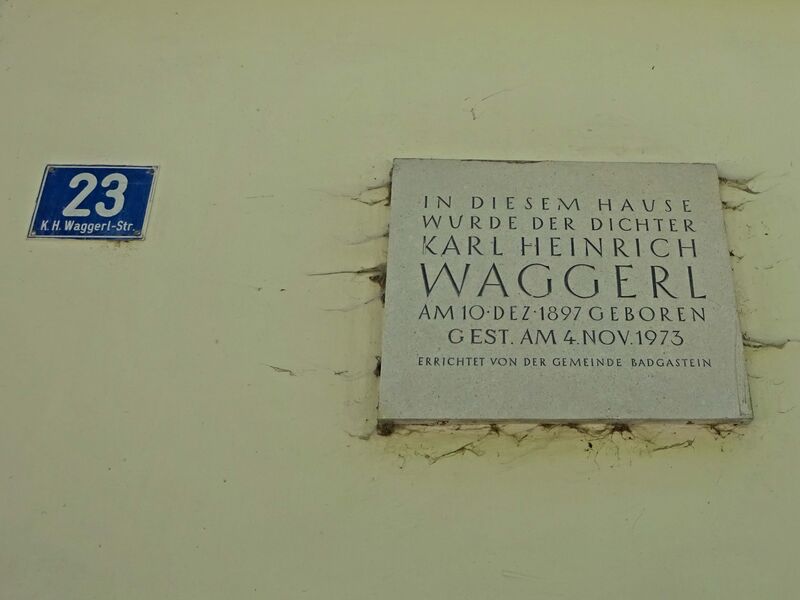 23
K. H. Waggerl-Str.
IN DIESEM HAUSE
WURDE DER DICHTER
KARL HEINRICH
WAGGERL
AM 10·DEZ·1897 GEBOREN
GEST. AM 4. NOV. 1973
ERRICHTET VON DER GEMEINDE BADGASTEIN